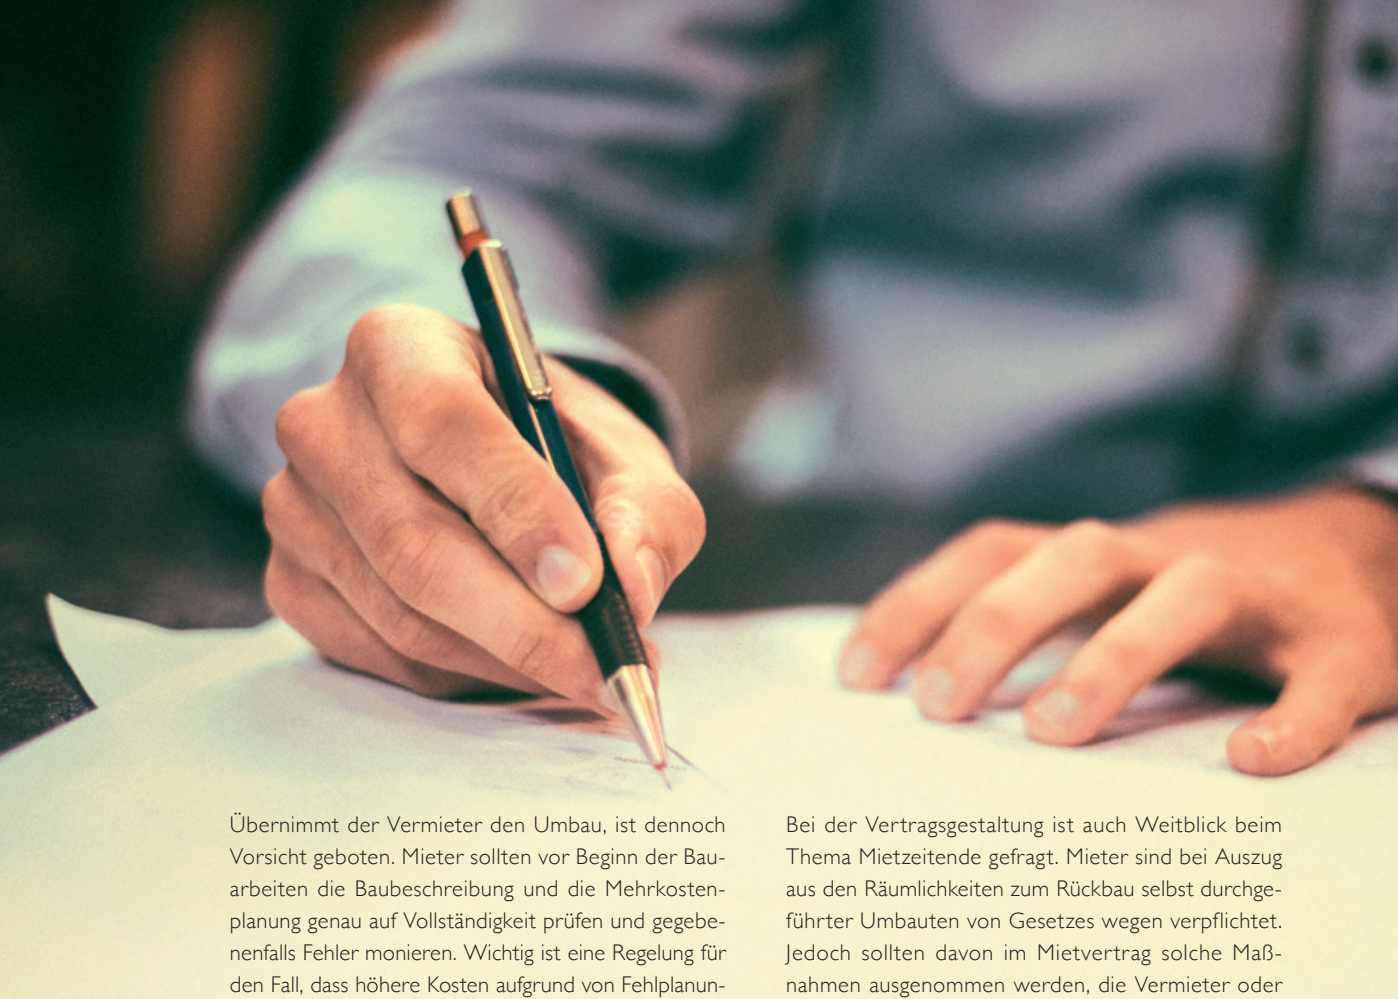 Übernimmt der Vermieter den Umbau, ist dennoch
Vorsicht geboten. Mieter sollten vor Beginn der Bau-
arbeiten die Baubeschreibung und die Mehrkosten-
planung genau auf Vollständigkeit prüfen und gegebe-
nenfalls Fehler monieren. Wichtig ist eine Regelung für
den Fall, dass höhere Kosten aufgrund von Fehlplanun-
Bei der Vertragsgestaltung ist auch Weitblick beim
Thema Mietzeitende gefragt. Mieter sind bei Auszug
aus den Räumlichkeiten zum Rückbau selbst durchge-
führter Umbauten von Gesetzes wegen verpflichtet.
Jedoch sollten davon im Mietvertrag solche Maß-
nahmen ausgenommen werden, die Vermieter oder